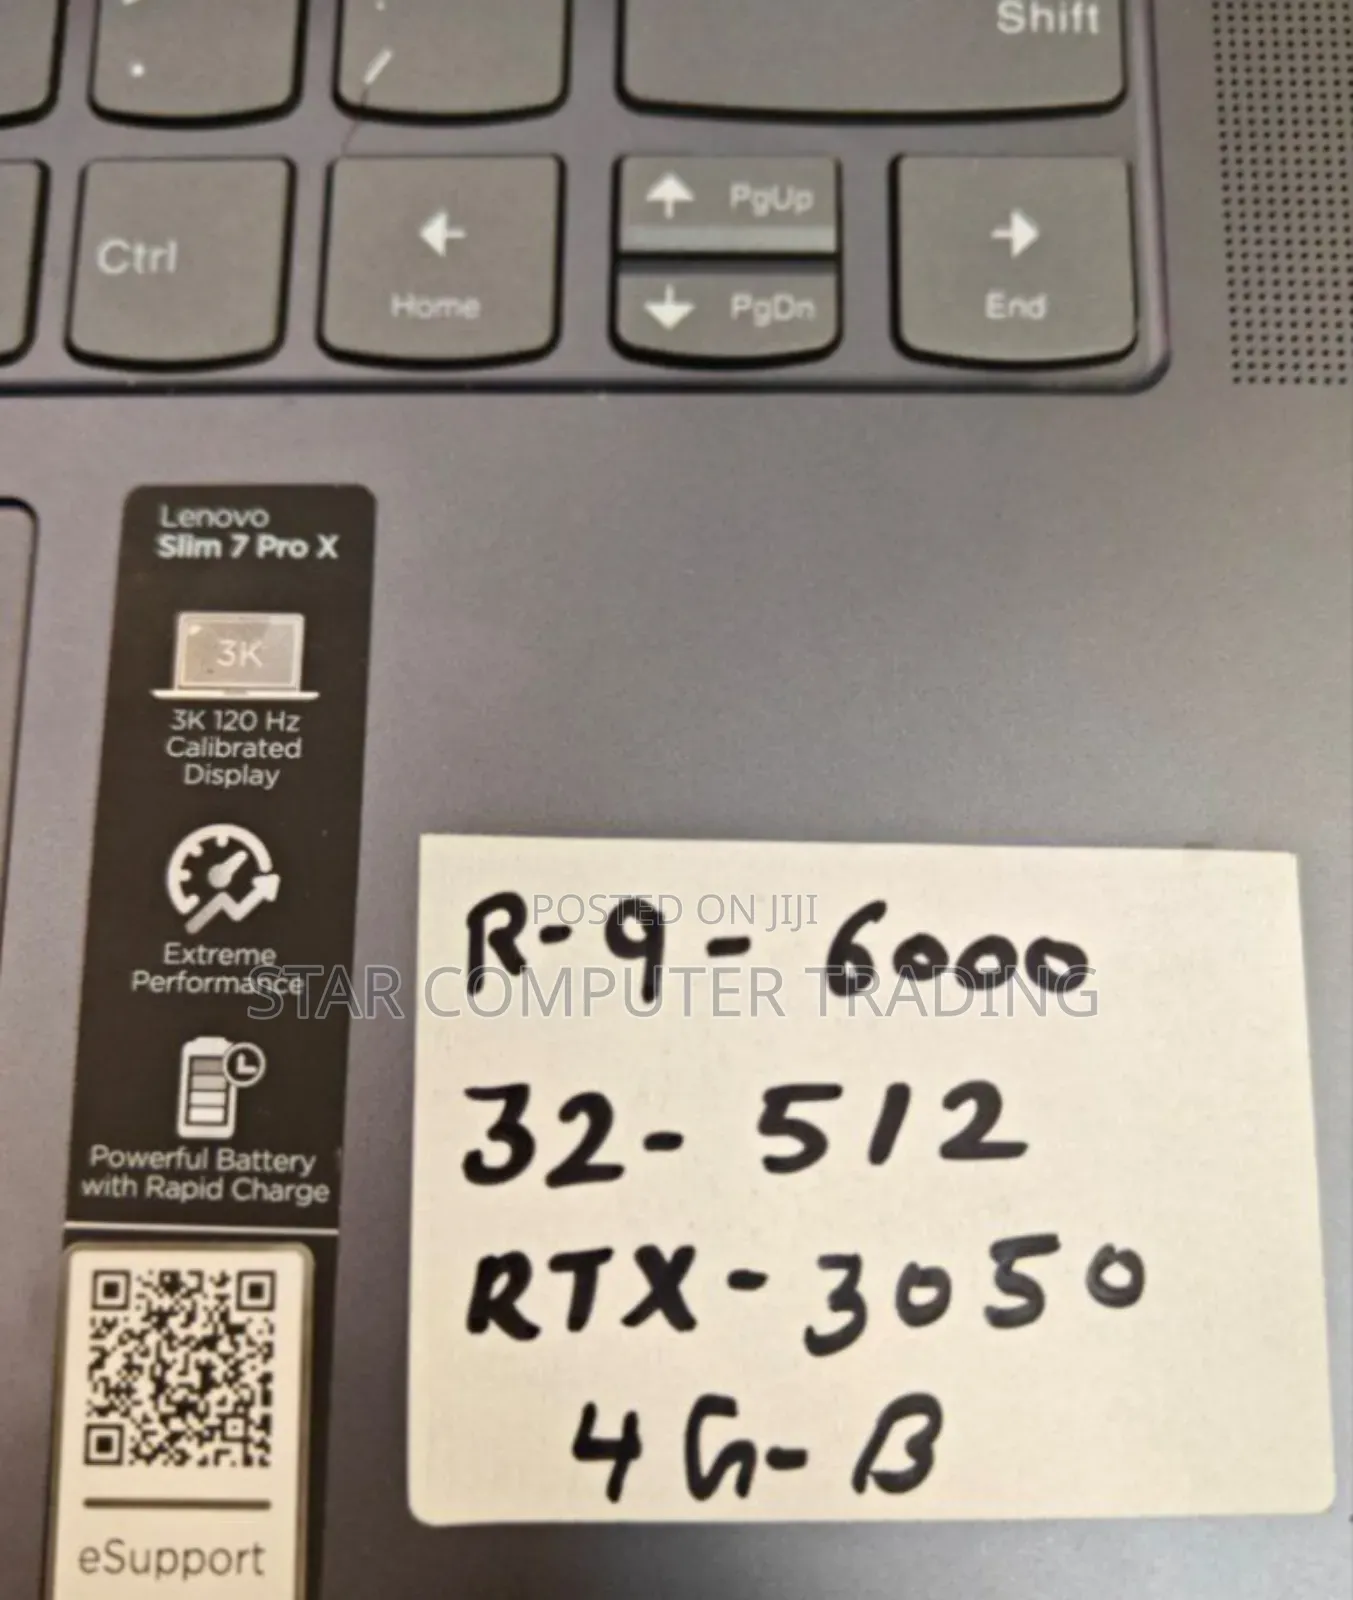 Shift
Ctrl
Home
PgUp
PgDn
End
Lenovo
Slim 7 Pro X
3K
3K 120 Hz
Calibrated
Display
Extreme
Performance
Powerful Battery
with Rapid Charge
eSupport
R-9-6000
32-512
RTX-3050
4G-B
POSTED ON JIJI
STAR COMPUTER TRADING